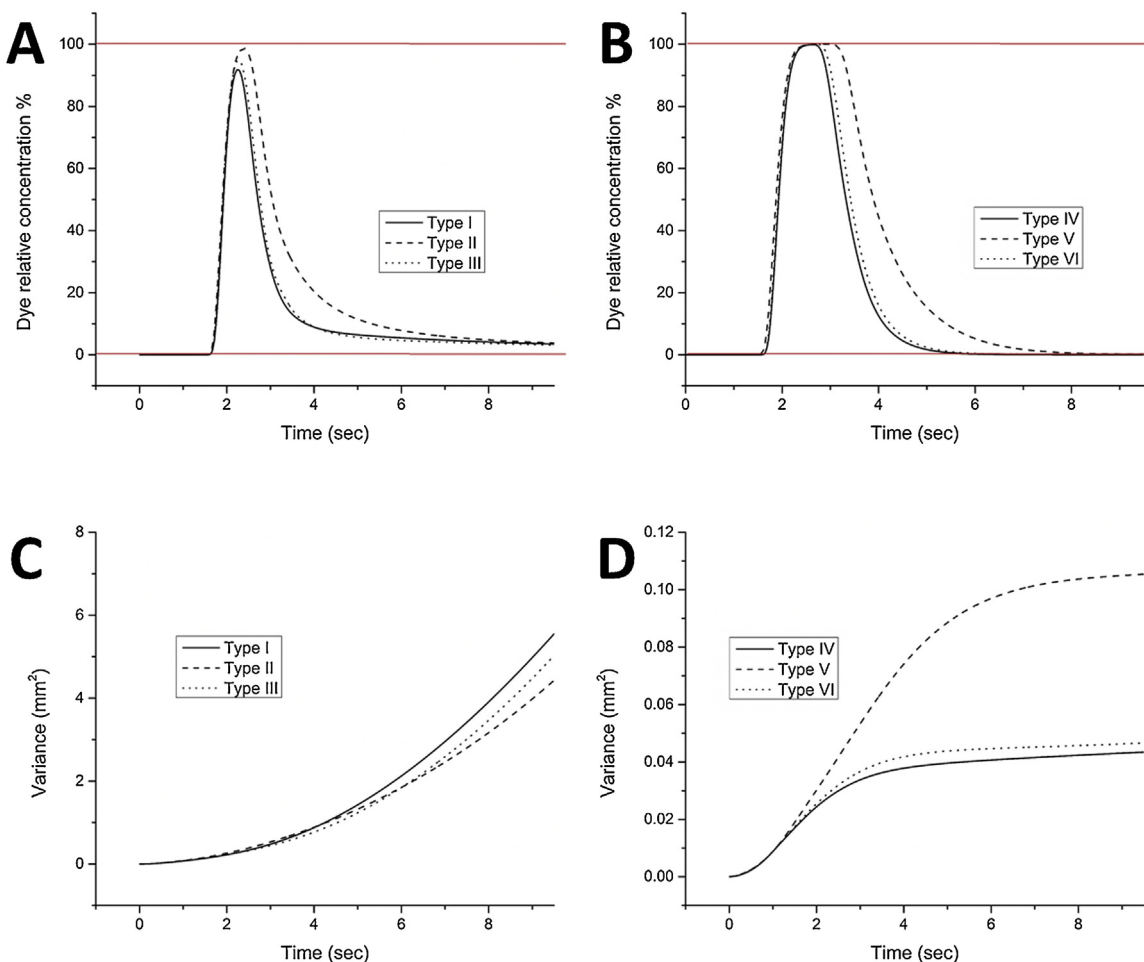 A
Dye relative concentration %
100
80
60
40
20
0
Type I
Type II
Type III
0 2 4 6 8
Time (sec)
B
Dye relative concentration %
100
80
60
40
20
0
Type IV
Type V
Type VI
0 2 4 6 8
Time (sec)
C
Variance (mm²)
8
6
4
2
0
Type I
Type II
Type III
0 2 4 6 8
Time (sec)
D
Variance (mm²)
0.12
0.10
0.08
0.06
0.04
0.02
0.00
Type IV
Type V
Type VI
0 2 4 6 8
Time (sec)